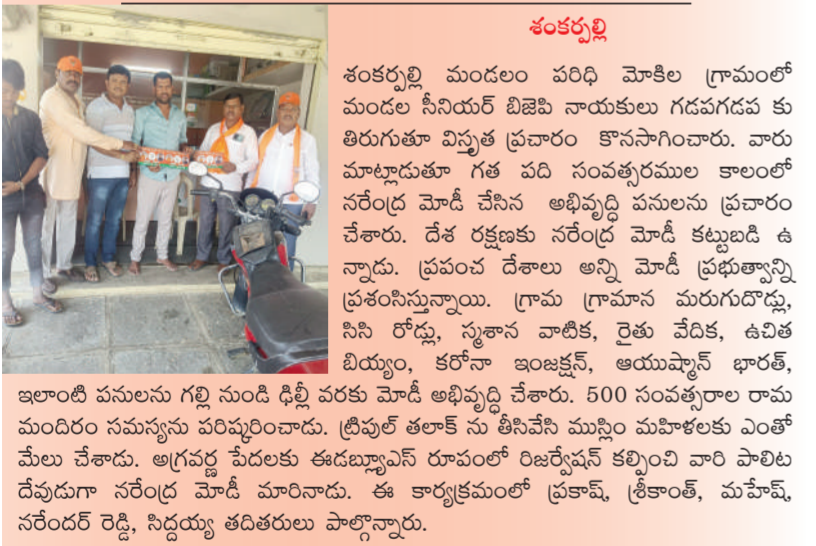 శంకర్పల్లి
శంకర్పల్లి మండలం పరిధి మోకిల గ్రామంలో
మండల సీనియర్ బిజెపి నాయకులు గడపగడప కు
తిరుగుతూ విస్తృత ప్రచారం కొనసాగించారు. వారు
మాట్లాడుతూ గత పది సంవత్సరముల కాలంలో
నరేంద్ర మోడీ చేసిన అభివృద్ధి పనులను ప్రచారం
చేశారు. దేశ రక్షణకు నరేంద్ర మోడీ కట్టుబడి ఉ
న్నాడు. ప్రపంచ దేశాలు అన్ని మోడీ ప్రభుత్వాన్ని
ప్రశంసిస్తున్నాయి. గ్రామ గ్రామాన మరుగుదొడ్లు,
సిసి రోడ్లు, స్మశాన వాటిక, రైతు వేదిక, ఉచిత
బియ్యం, కరోనా ఇంజక్షన్, ఆయుష్మాన్ భారత్,
ఇలాంటి పనులను గల్లి నుండి ఢిల్లీ వరకు మోడీ అభివృద్ధి చేశారు. 500 సంవత్సరాల రామ
మందిరం సమస్యను పరిష్కరించాడు. ట్రిపుల్ తలాక్ ను తీసివేసి ముస్లిం మహిళలకు ఎంతో
మేలు చేశాడు. అగ్రవర్ణ పేదలకు ఈడబ్ల్యూఎస్ రూపంలో రిజర్వేషన్ కల్పించి వారి పాలిట
దేవుడుగా నరేంద్ర మోడీ మారినాడు. ఈ కార్యక్రమంలో ప్రకాష్, శ్రీకాంత్, మహేష్,
నరేందర్ రెడ్డి, సిద్దయ్య తదితరులు పాల్గొన్నారు.